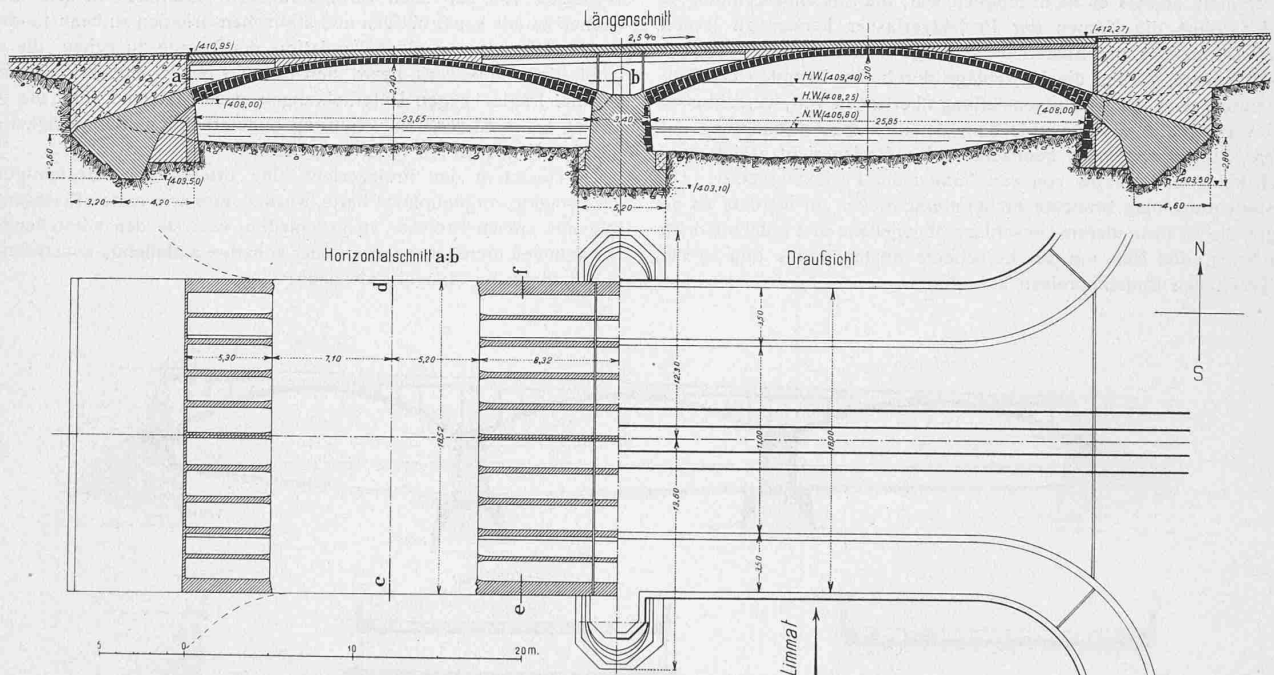 Längenschnitt
2,5 %
(410,95)
(412,27)
a
b
2,40
H.W.(409,40)
H.W.(408,25)
N.W.(406,80)
(408,00)
(408,00)
23,65
3,40
25,85
2,60
(403,50)
(403,10)
(403,50)
2,80
3,20
4,20
5,20
4,60
Horizontalschnitt a:b
Draufsicht
f
d
N
S
5,30
7,10
5,20
8,32
18,52
12,30
13,60
3,50
11,00
18,00
3,50
c
e
5
0
10
20 m.
Limmat